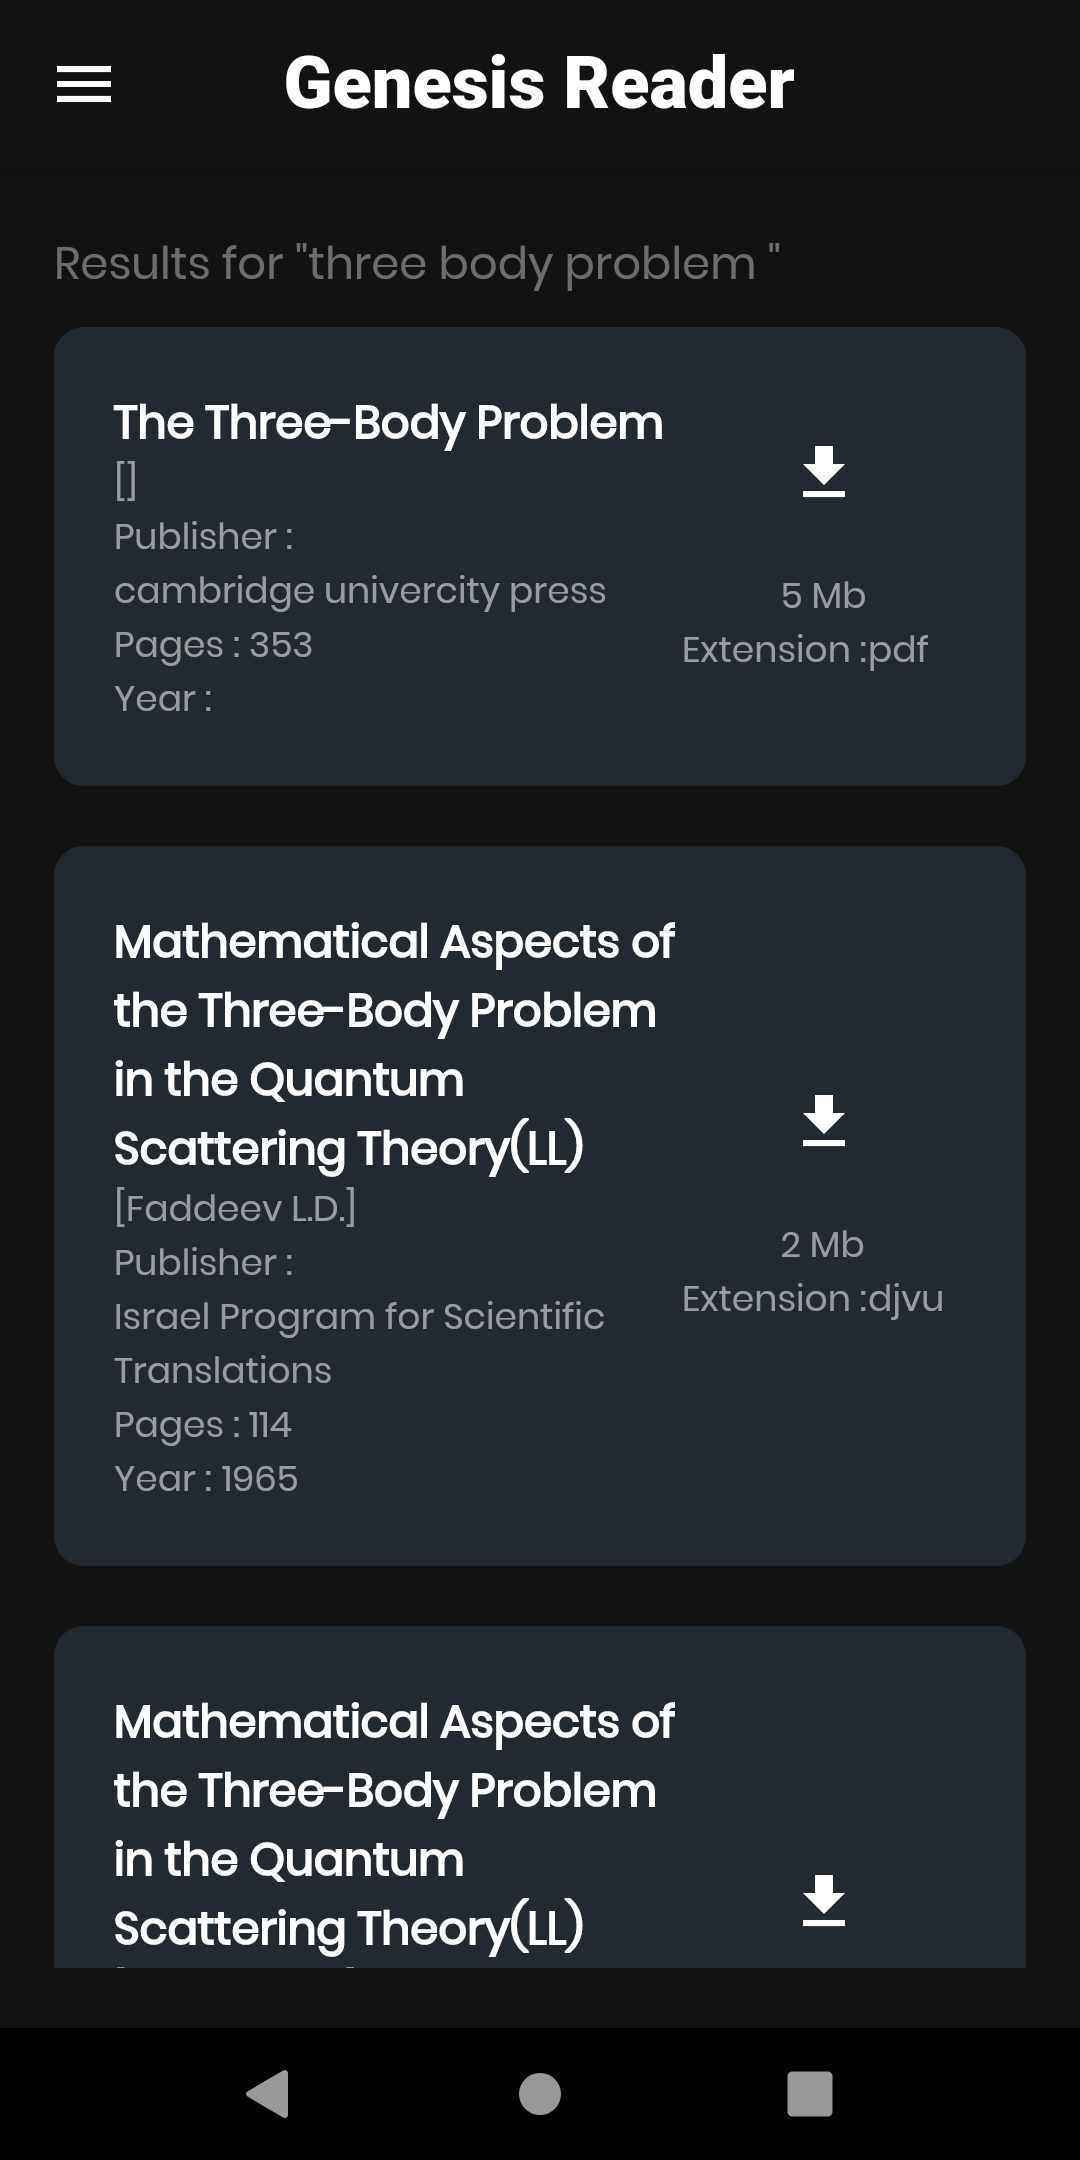 Genesis Reader
Results for "three body problem "
The Three-Body Problem
[]
Publisher :
cambridge univercity press
Pages : 353
Year :
5 Mb
Extension :pdf
Mathematical Aspects of
the Three-Body Problem
in the Quantum
Scattering Theory(LL)
[Faddeev L.D.]
Publisher :
Israel Program for Scientific
Translations
Pages : 114
Year : 1965
2 Mb
Extension :djvu
Mathematical Aspects of
the Three-Body Problem
in the Quantum
Scattering Theory(LL)